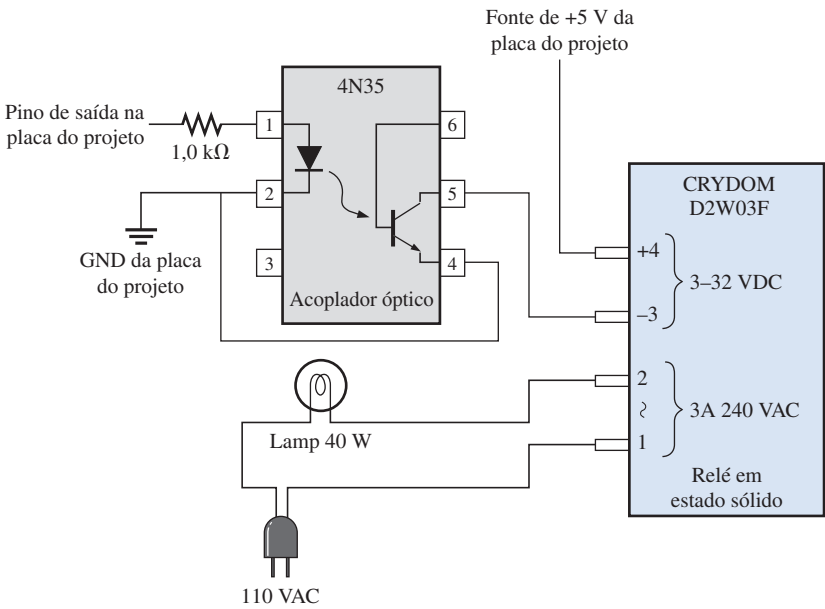 Fonte de +5 V da
placa do projeto
4N35
Pino de saída na
placa do projeto
1,0 kΩ
1
6
2
5
3
4
GND da placa
do projeto
Acoplador óptico
CRYDOM
D2W03F
+4
3–32 VDC
–3
2
3A 240 VAC
~
1
Relé em
estado sólido
Lamp 40 W
110 VAC